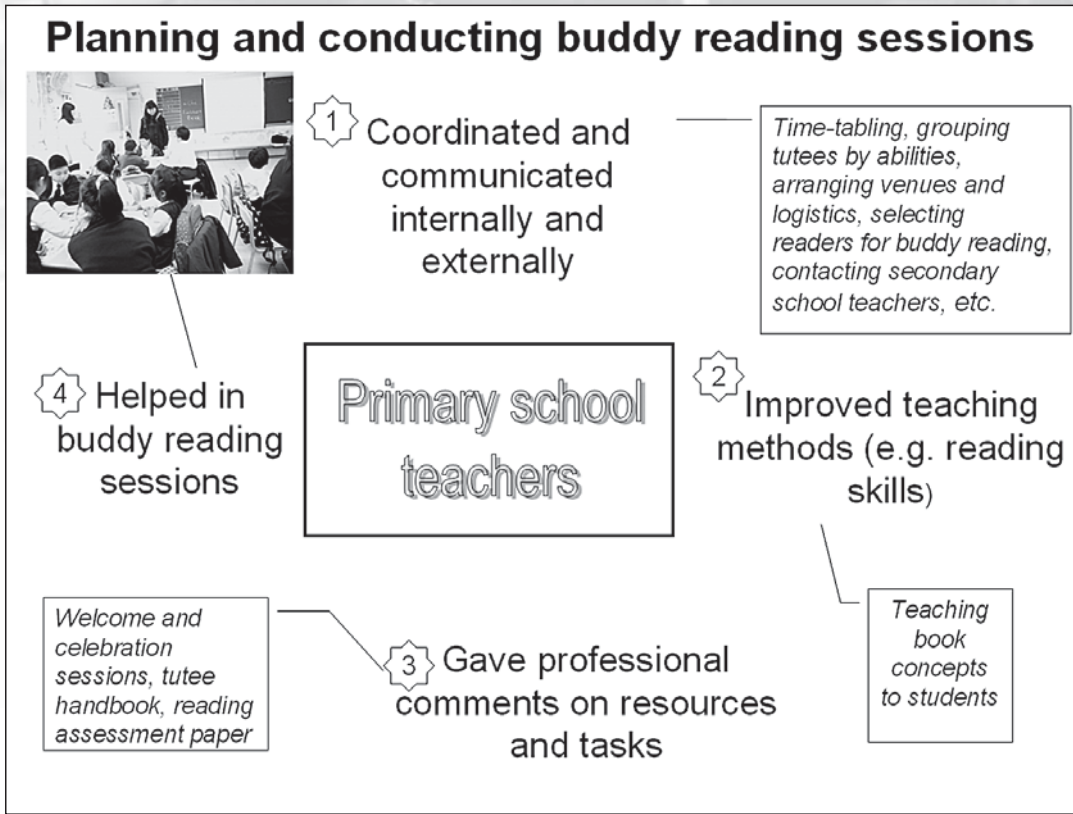 Planning and conducting buddy reading sessions
1
Coordinated and
communicated
internally and
externally
Time-tabling, grouping
tutees by abilities,
arranging venues and
logistics, selecting
readers for buddy reading,
contacting secondary
school teachers, etc.
Primary school
teachers
2
Improved teaching
methods (e.g. reading
skills)
Teaching
book
concepts
to students
3
Gave professional
comments on resources
and tasks
Welcome and
celebration
sessions, tutee
handbook, reading
assessment paper
4
Helped in
buddy reading
sessions